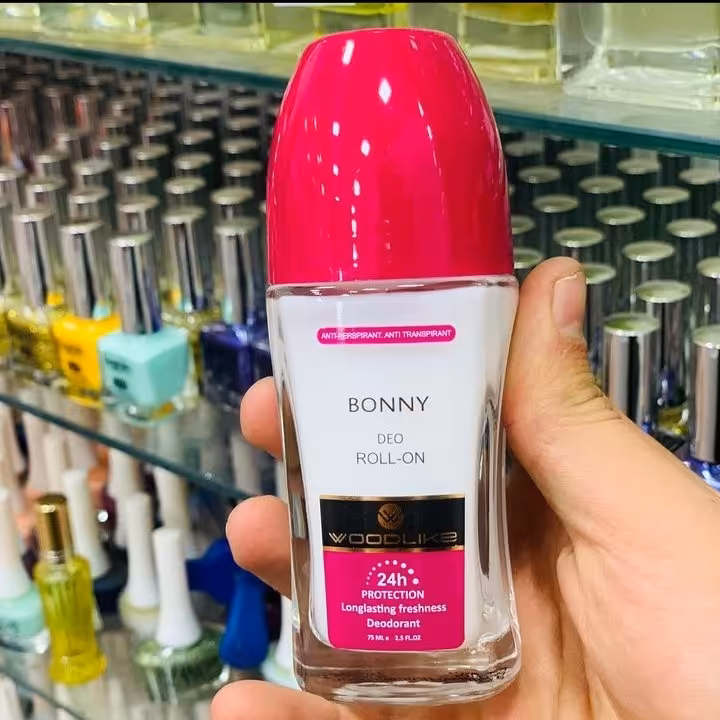 ANTI-PERSPIRANT. ANTI TRANSPIRANT
BONNY
DEO
ROLL-ON
WOODLIKE
24h
PROTECTION
Longlasting freshness
Deodorant
75 ML e - 2.5 FL.OZ